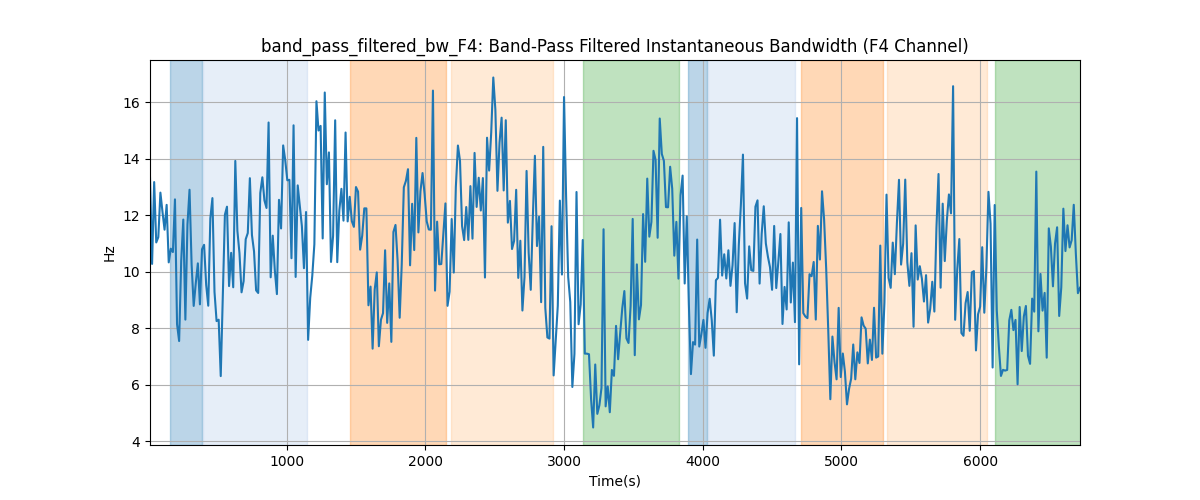 band_pass_filtered_bw_F4: Band-Pass Filtered Instantaneous Bandwidth (F4 Channel)
16
14
12
10
8
6
4
Hz
1000 2000 3000 4000 5000 6000
Time(s)